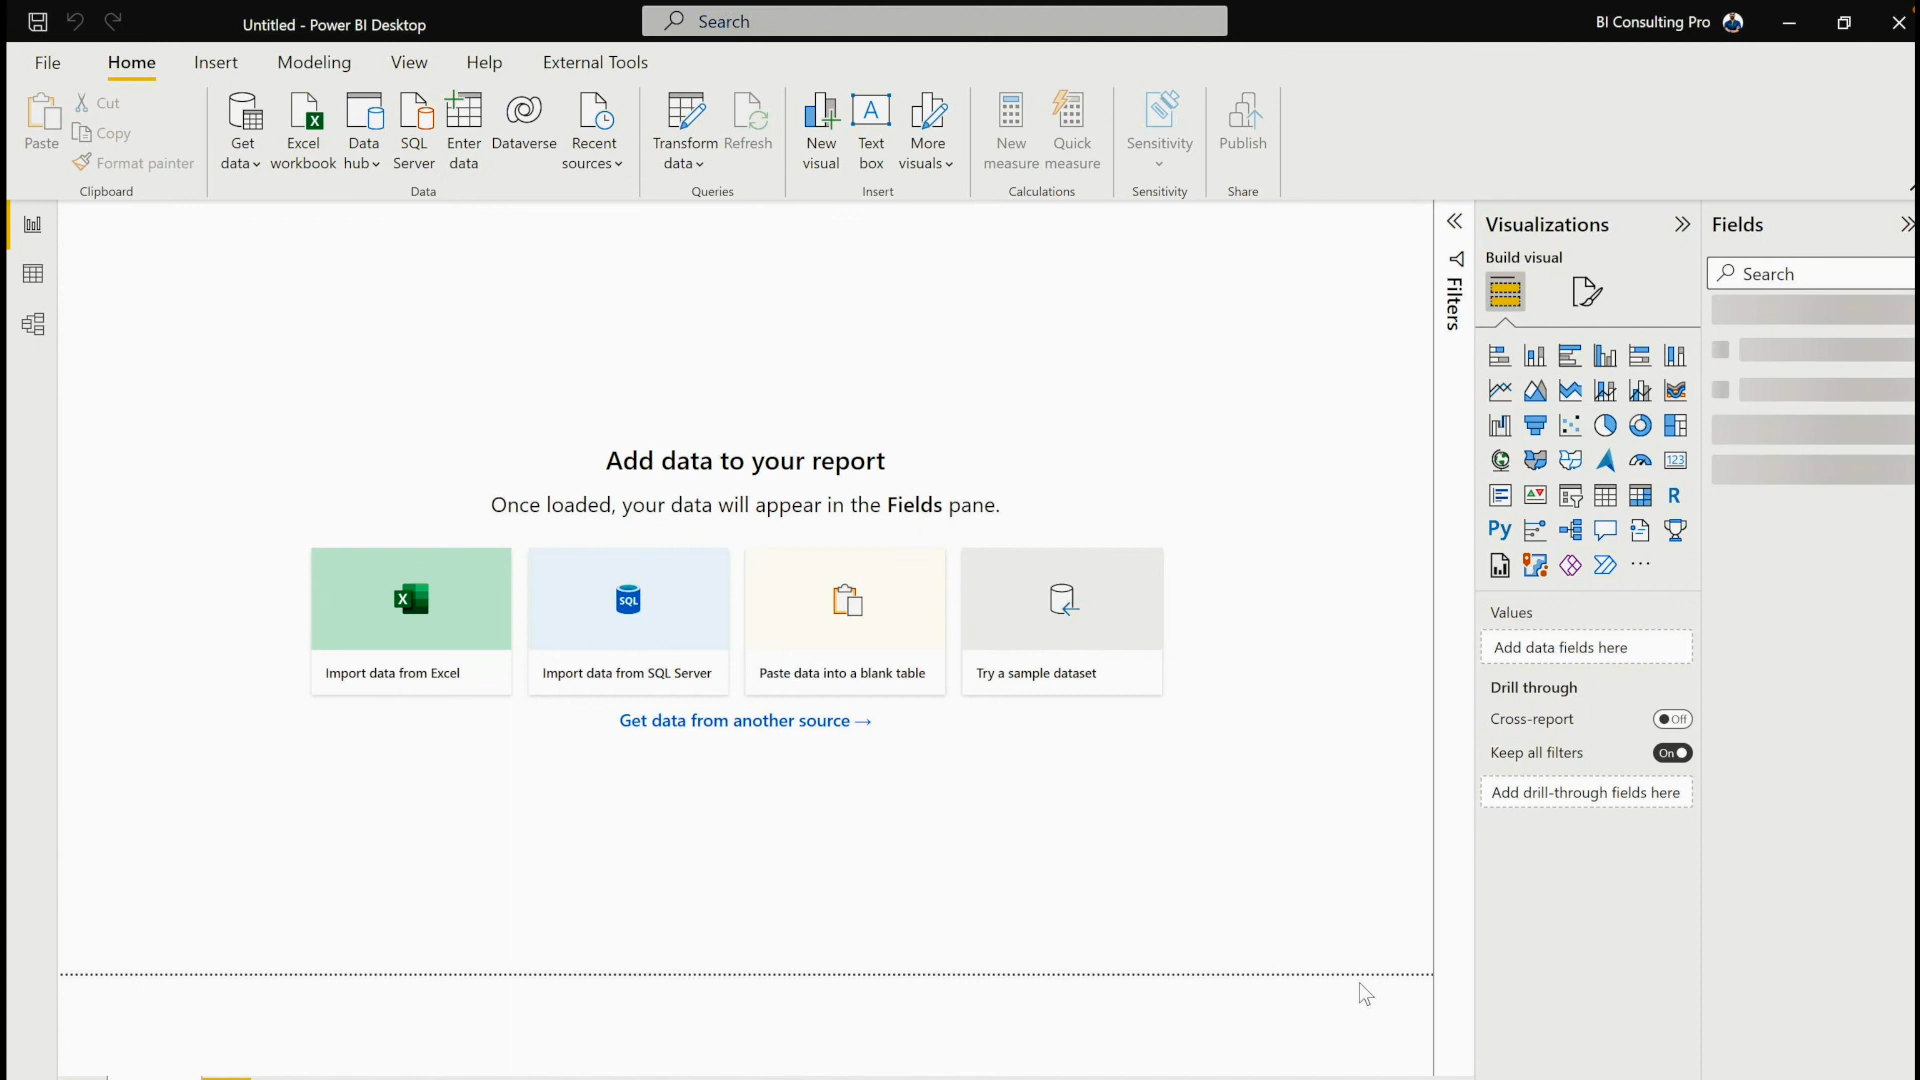 Untitled - Power BI Desktop
Search
BI Consulting Pro
File Home Insert Modeling View Help External Tools
Paste
Cut
Copy
Format painter
Clipboard
Get data
Excel workbook
Data hub
SQL Server
Enter data
Dataverse
Recent sources
Data
Transform data
Refresh
Queries
New visual
Text box
More visuals
Insert
New measure
Quick measure
Calculations
Sensitivity
Sensitivity
Publish
Share
Add data to your report
Once loaded, your data will appear in the Fields pane.
X
SQL
Import data from Excel
Import data from SQL Server
Paste data into a blank table
Try a sample dataset
Get data from another source →
Filters
Visualizations
Build visual
123
R
Py
...
Values
Add data fields here
Drill through
Cross-report
Off
Keep all filters
On
Add drill-through fields here
Fields
Search